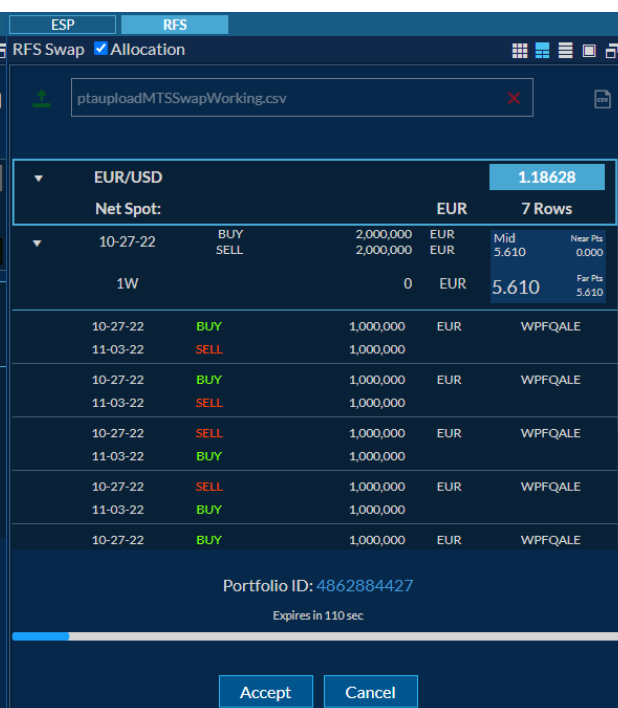 ESP RFS
RFS Swap Allocation
ptauploadMTSSwapWorking.csv
csv
EUR/USD 1.18628
Net Spot: EUR 7 Rows
10-27-22 BUY 2,000,000 EUR Mid Near Pts
SELL 2,000,000 EUR 5.610 0.000
1W 0 EUR 5.610 Far Pts
5.610
10-27-22 BUY 1,000,000 EUR WPFQALE
11-03-22 SELL 1,000,000
10-27-22 BUY 1,000,000 EUR WPFQALE
11-03-22 SELL 1,000,000
10-27-22 SELL 1,000,000 EUR WPFQALE
11-03-22 BUY 1,000,000
10-27-22 SELL 1,000,000 EUR WPFQALE
11-03-22 BUY 1,000,000
10-27-22 BUY 1,000,000 EUR WPFQALE
Portfolio ID: 4862884427
Expires in 110 sec
Accept Cancel